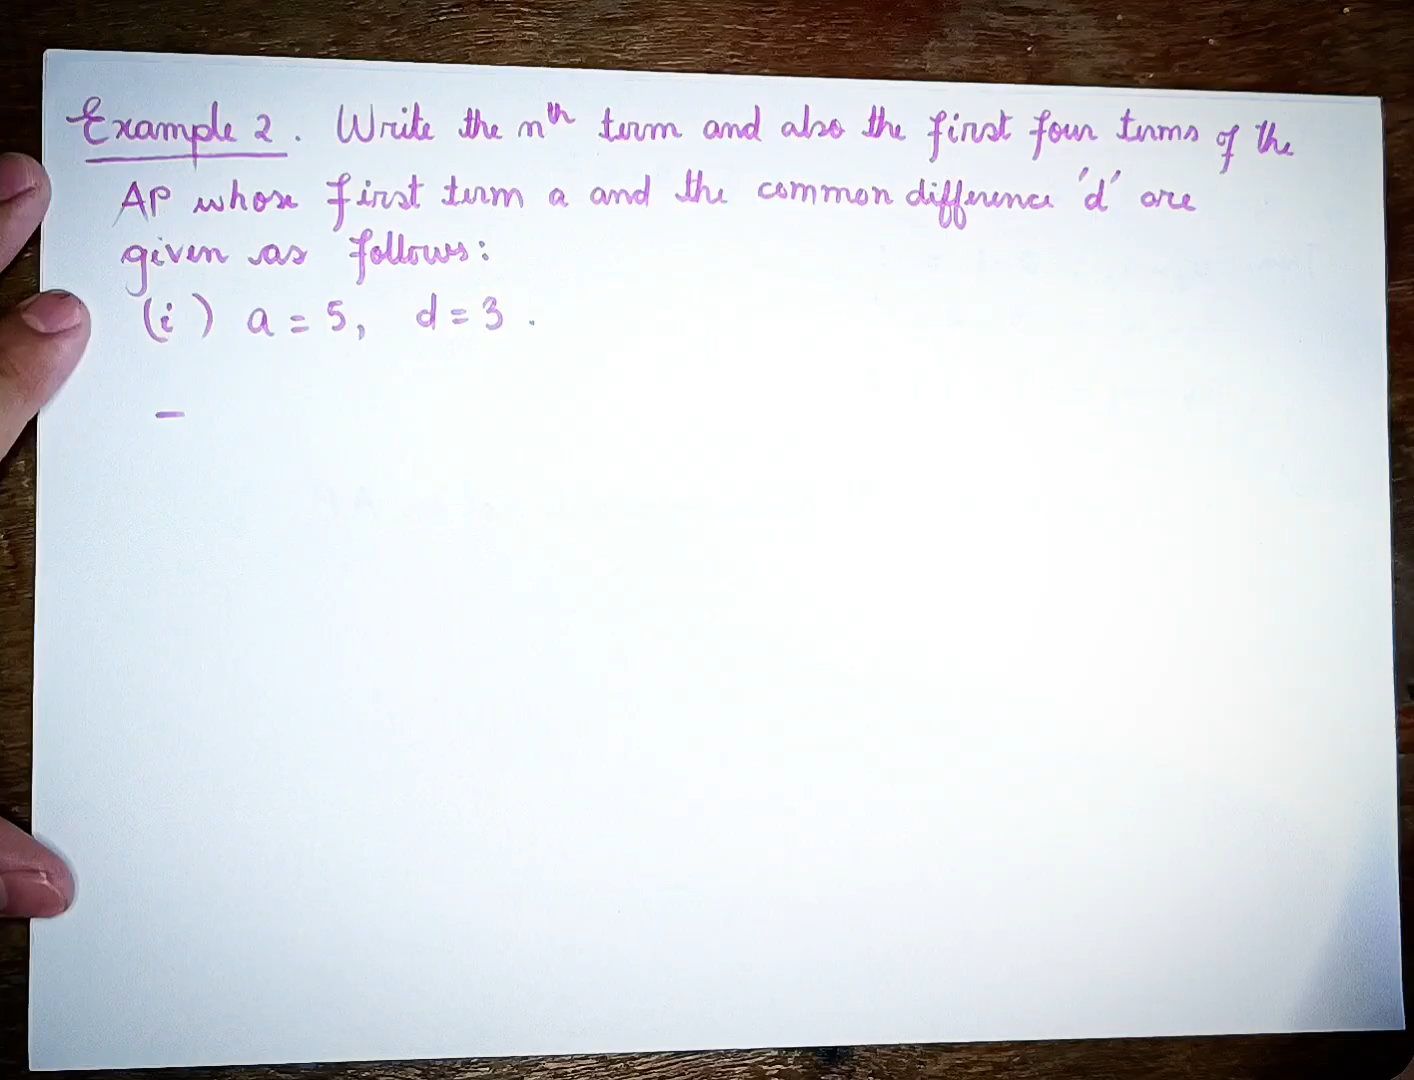 Example 2. Write the nth term and also the first four terms of the
AP whose first term a and the common difference 'd' are
given as follows:
(i) a = 5, d = 3.
–